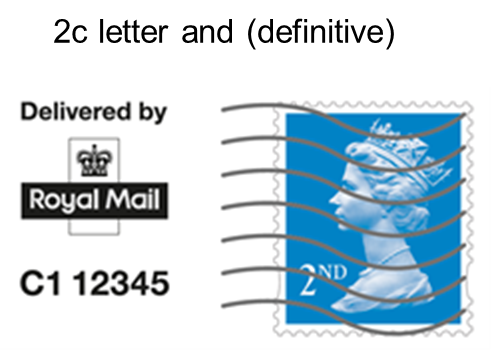 2c letter and (definitive)
Delivered by
Royal Mail
C1 12345
2ND